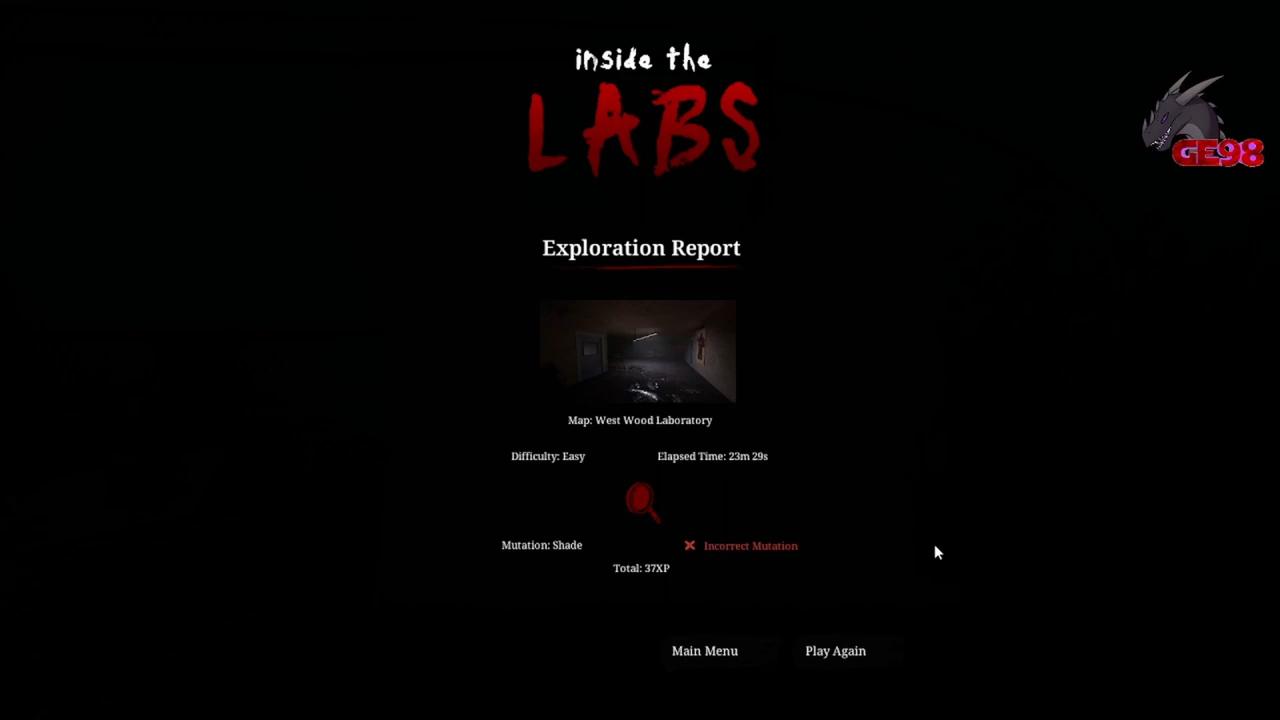 inside the
LABS
GE98
Exploration Report
Map: West Wood Laboratory
Difficulty: Easy
Elapsed Time: 23m 29s
Mutation: Shade
Incorrect Mutation
Total: 37XP
Main Menu
Play Again